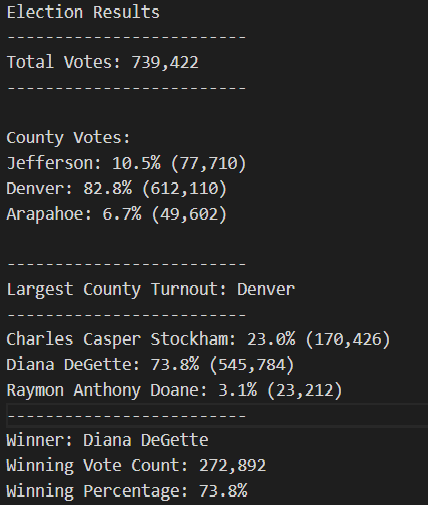 Election Results
-------------------------
Total Votes: 739,422
-------------------------
County Votes:
Jefferson: 10.5% (77,710)
Denver: 82.8% (612,110)
Arapahoe: 6.7% (49,602)
-------------------------
Largest County Turnout: Denver
-------------------------
Charles Casper Stockham: 23.0% (170,426)
Diana DeGette: 73.8% (545,784)
Raymon Anthony Doane: 3.1% (23,212)
-------------------------
Winner: Diana DeGette
Winning Vote Count: 272,892
Winning Percentage: 73.8%